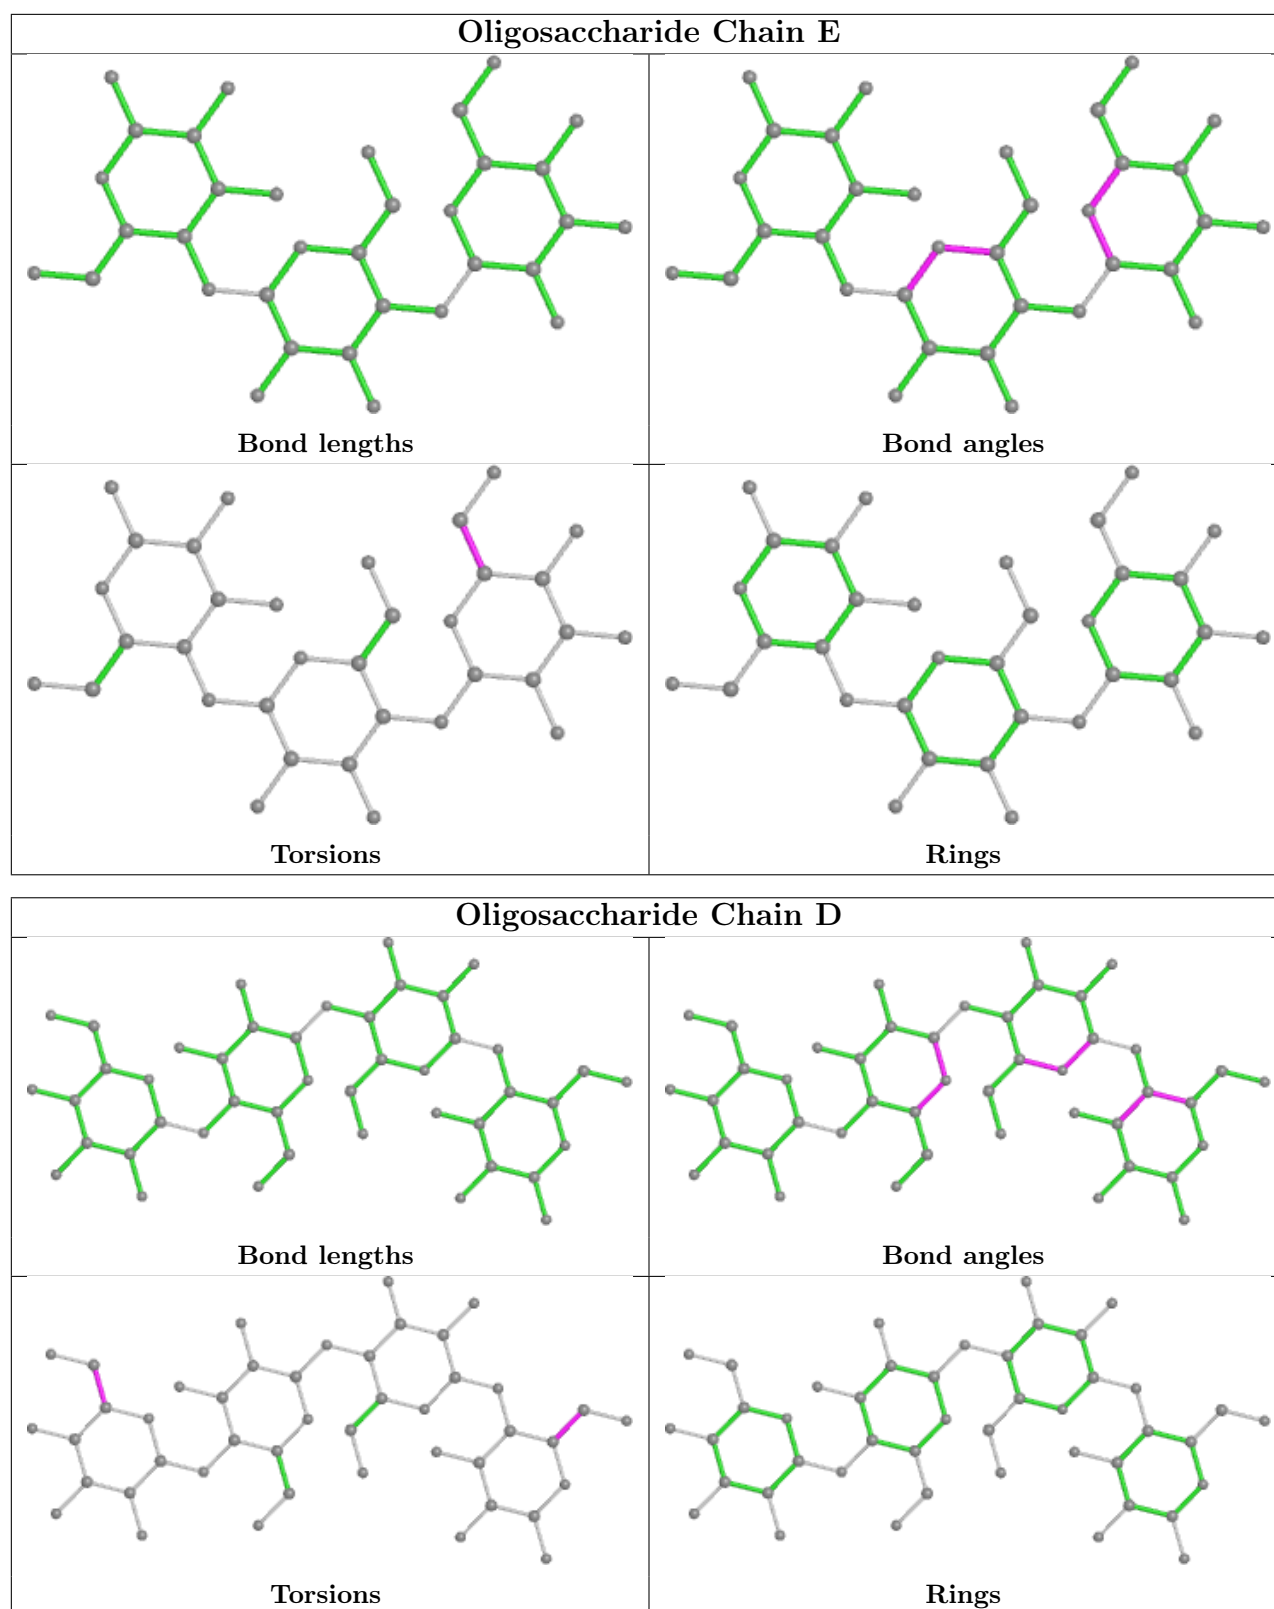 Oligosaccharide Chain E
Bond lengths
Bond angles
Torsions
Rings
Oligosaccharide Chain D
Bond lengths
Bond angles
Torsions
Rings